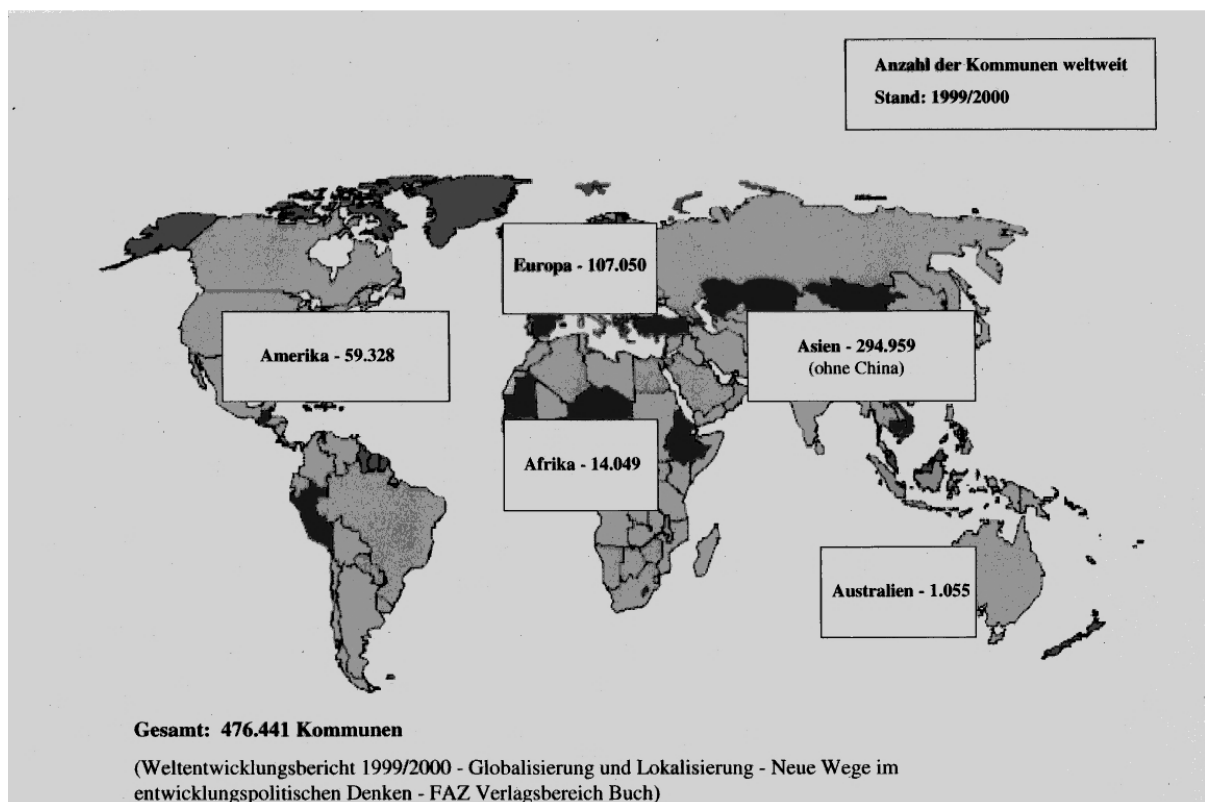 Anzahl der Kommunen weltweit
Stand: 1999/2000
Europa - 107.050
Amerika - 59.328
Asien - 294.959
(ohne China)
Afrika - 14.049
Australien - 1.055
Gesamt: 476.441 Kommunen
(Weltentwicklungsbericht 1999/2000 - Globalisierung und Lokalisierung - Neue Wege im
entwicklungspolitischen Denken - FAZ Verlagsbereich Buch)